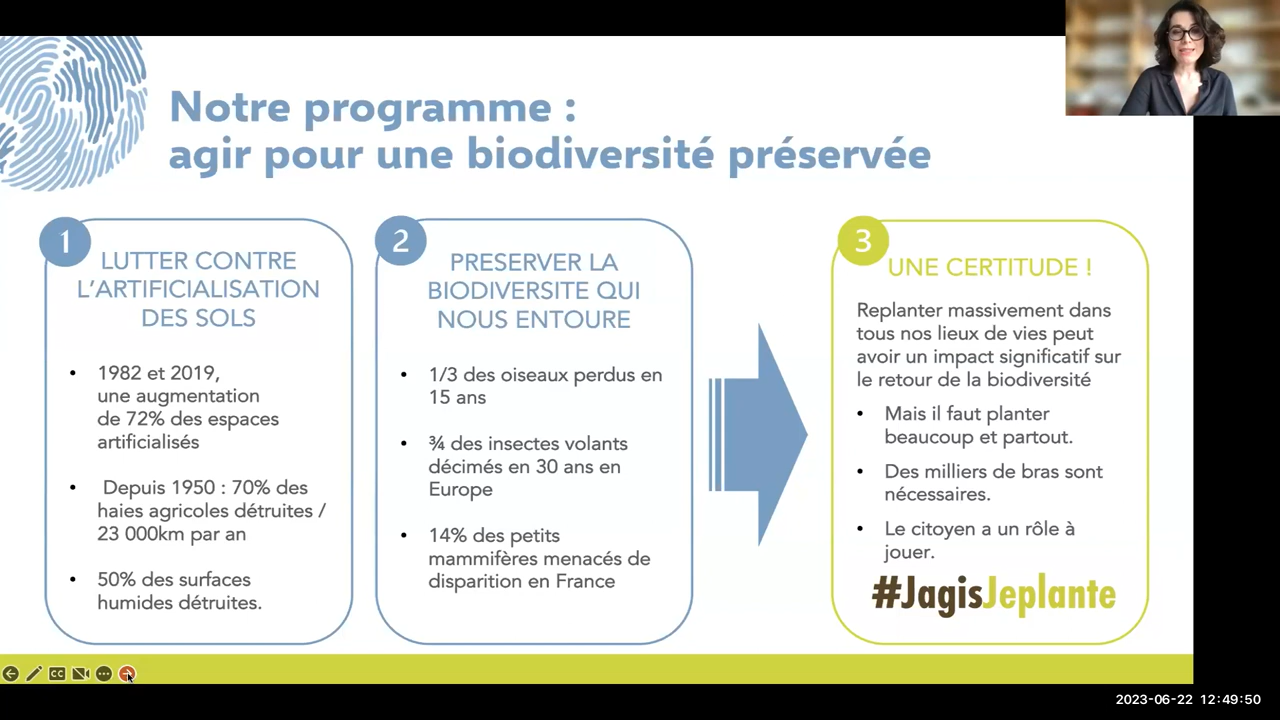 Notre programme :
agir pour une biodiversité préservée
1
LUTTER CONTRE
L'ARTIFICIALISATION
DES SOLS
• 1982 et 2019,
une augmentation
de 72% des espaces
artificialisés
• Depuis 1950 : 70% des
haies agricoles détruites /
23 000km par an
• 50% des surfaces
humides détruites.
2
PRESERVER LA
BIODIVERSITE QUI
NOUS ENTOURE
• 1/3 des oiseaux perdus en
15 ans
• ¾ des insectes volants
décimés en 30 ans en
Europe
• 14% des petits
mammifères menacés de
disparition en France
3
UNE CERTITUDE !
Replanter massivement dans
tous nos lieux de vies peut
avoir un impact significatif sur
le retour de la biodiversité
• Mais il faut planter
beaucoup et partout.
• Des milliers de bras sont
nécessaires.
• Le citoyen a un rôle à
jouer.
#JagisJeplante
CC
2023-06-22 12:49:50